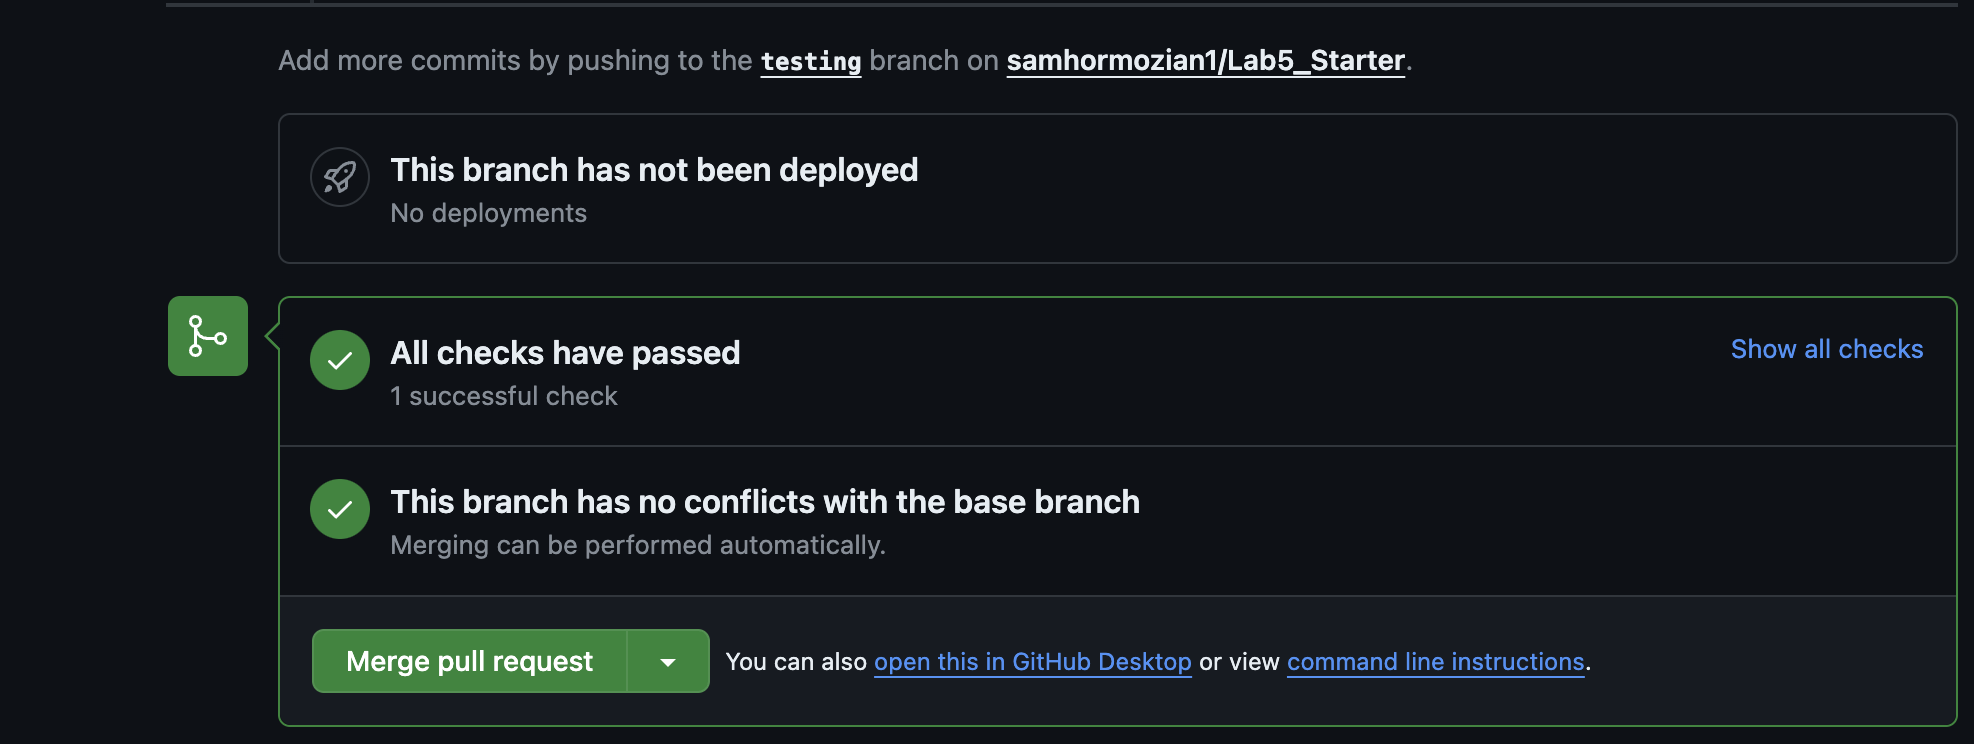 Add more commits by pushing to the testing branch on samhormozian1/Lab5_Starter.
This branch has not been deployed
No deployments
All checks have passed
Show all checks
1 successful check
This branch has no conflicts with the base branch
Merging can be performed automatically.
Merge pull request
You can also open this in GitHub Desktop or view command line instructions.